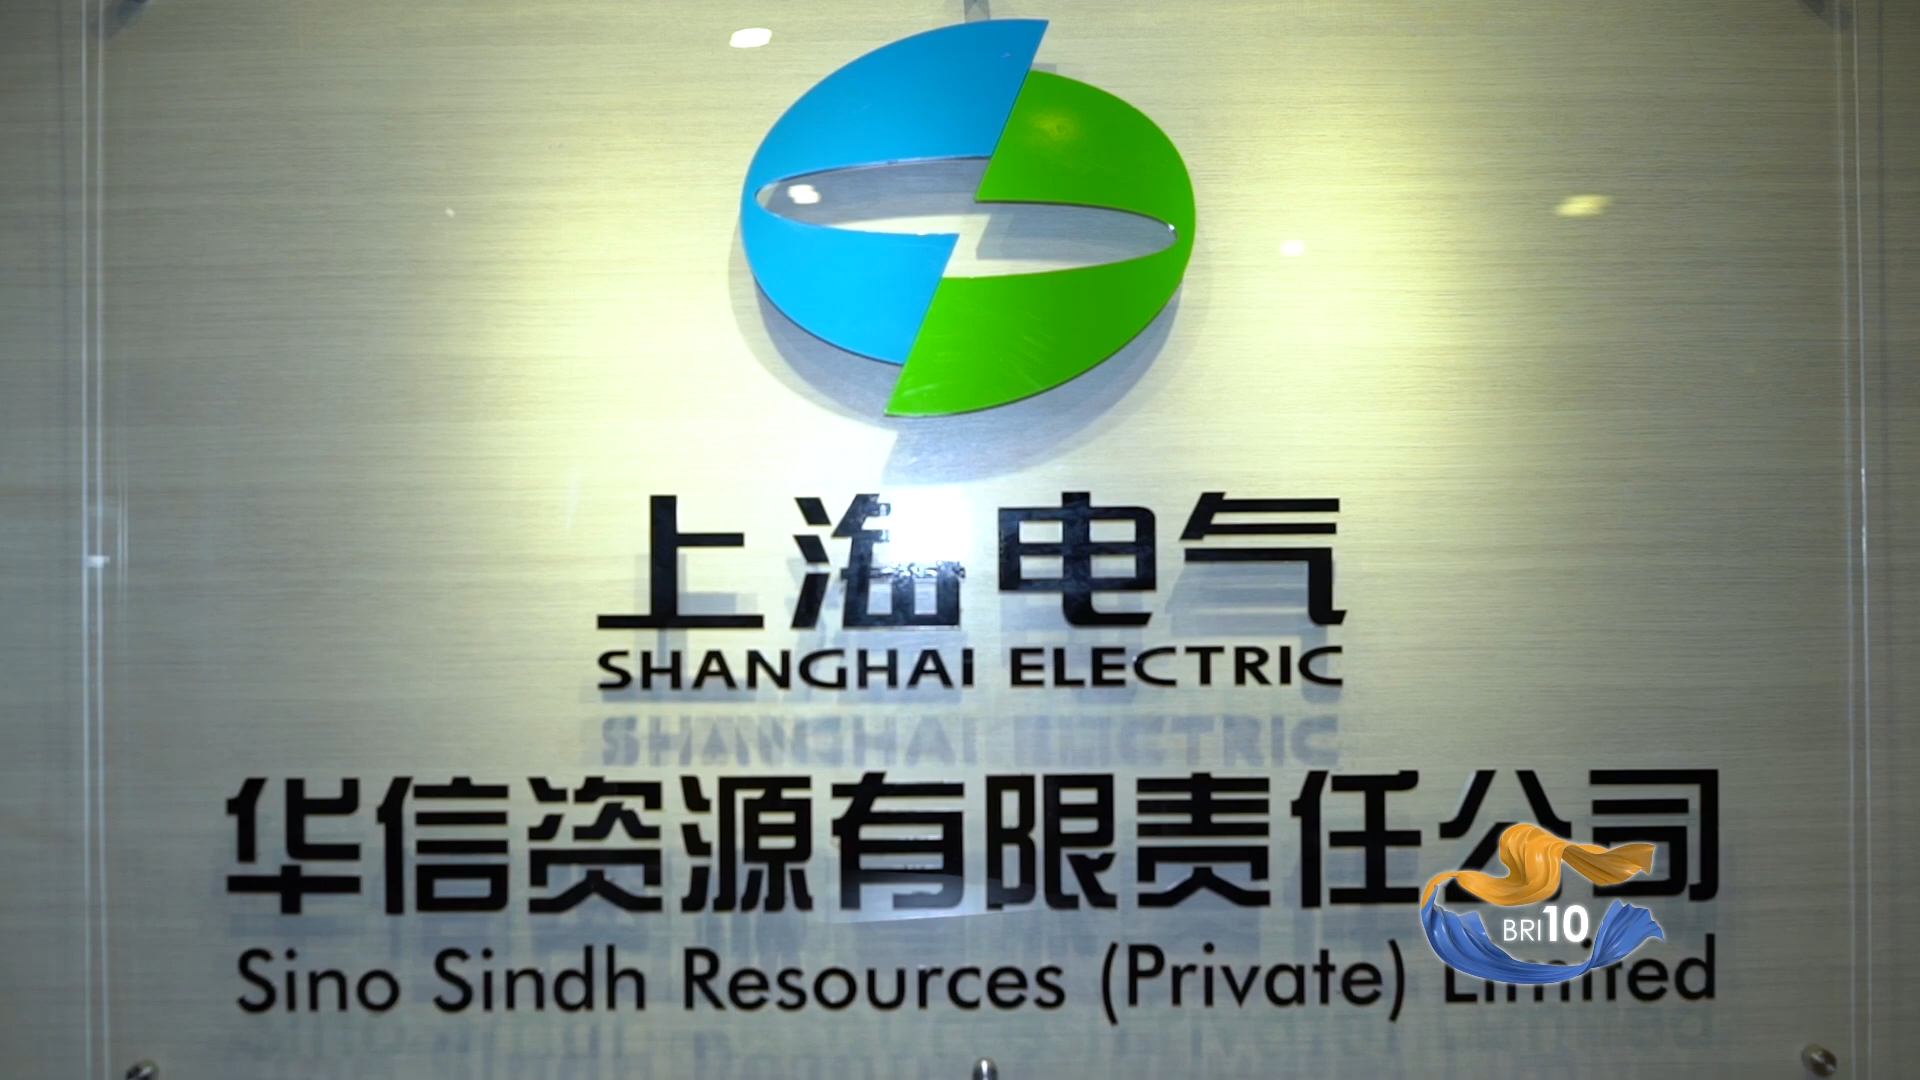 上海电气
SHANGHAI ELECTRIC
华信资源有限责任公司
Sino Sindh Resources (Private) Limited
BRI10